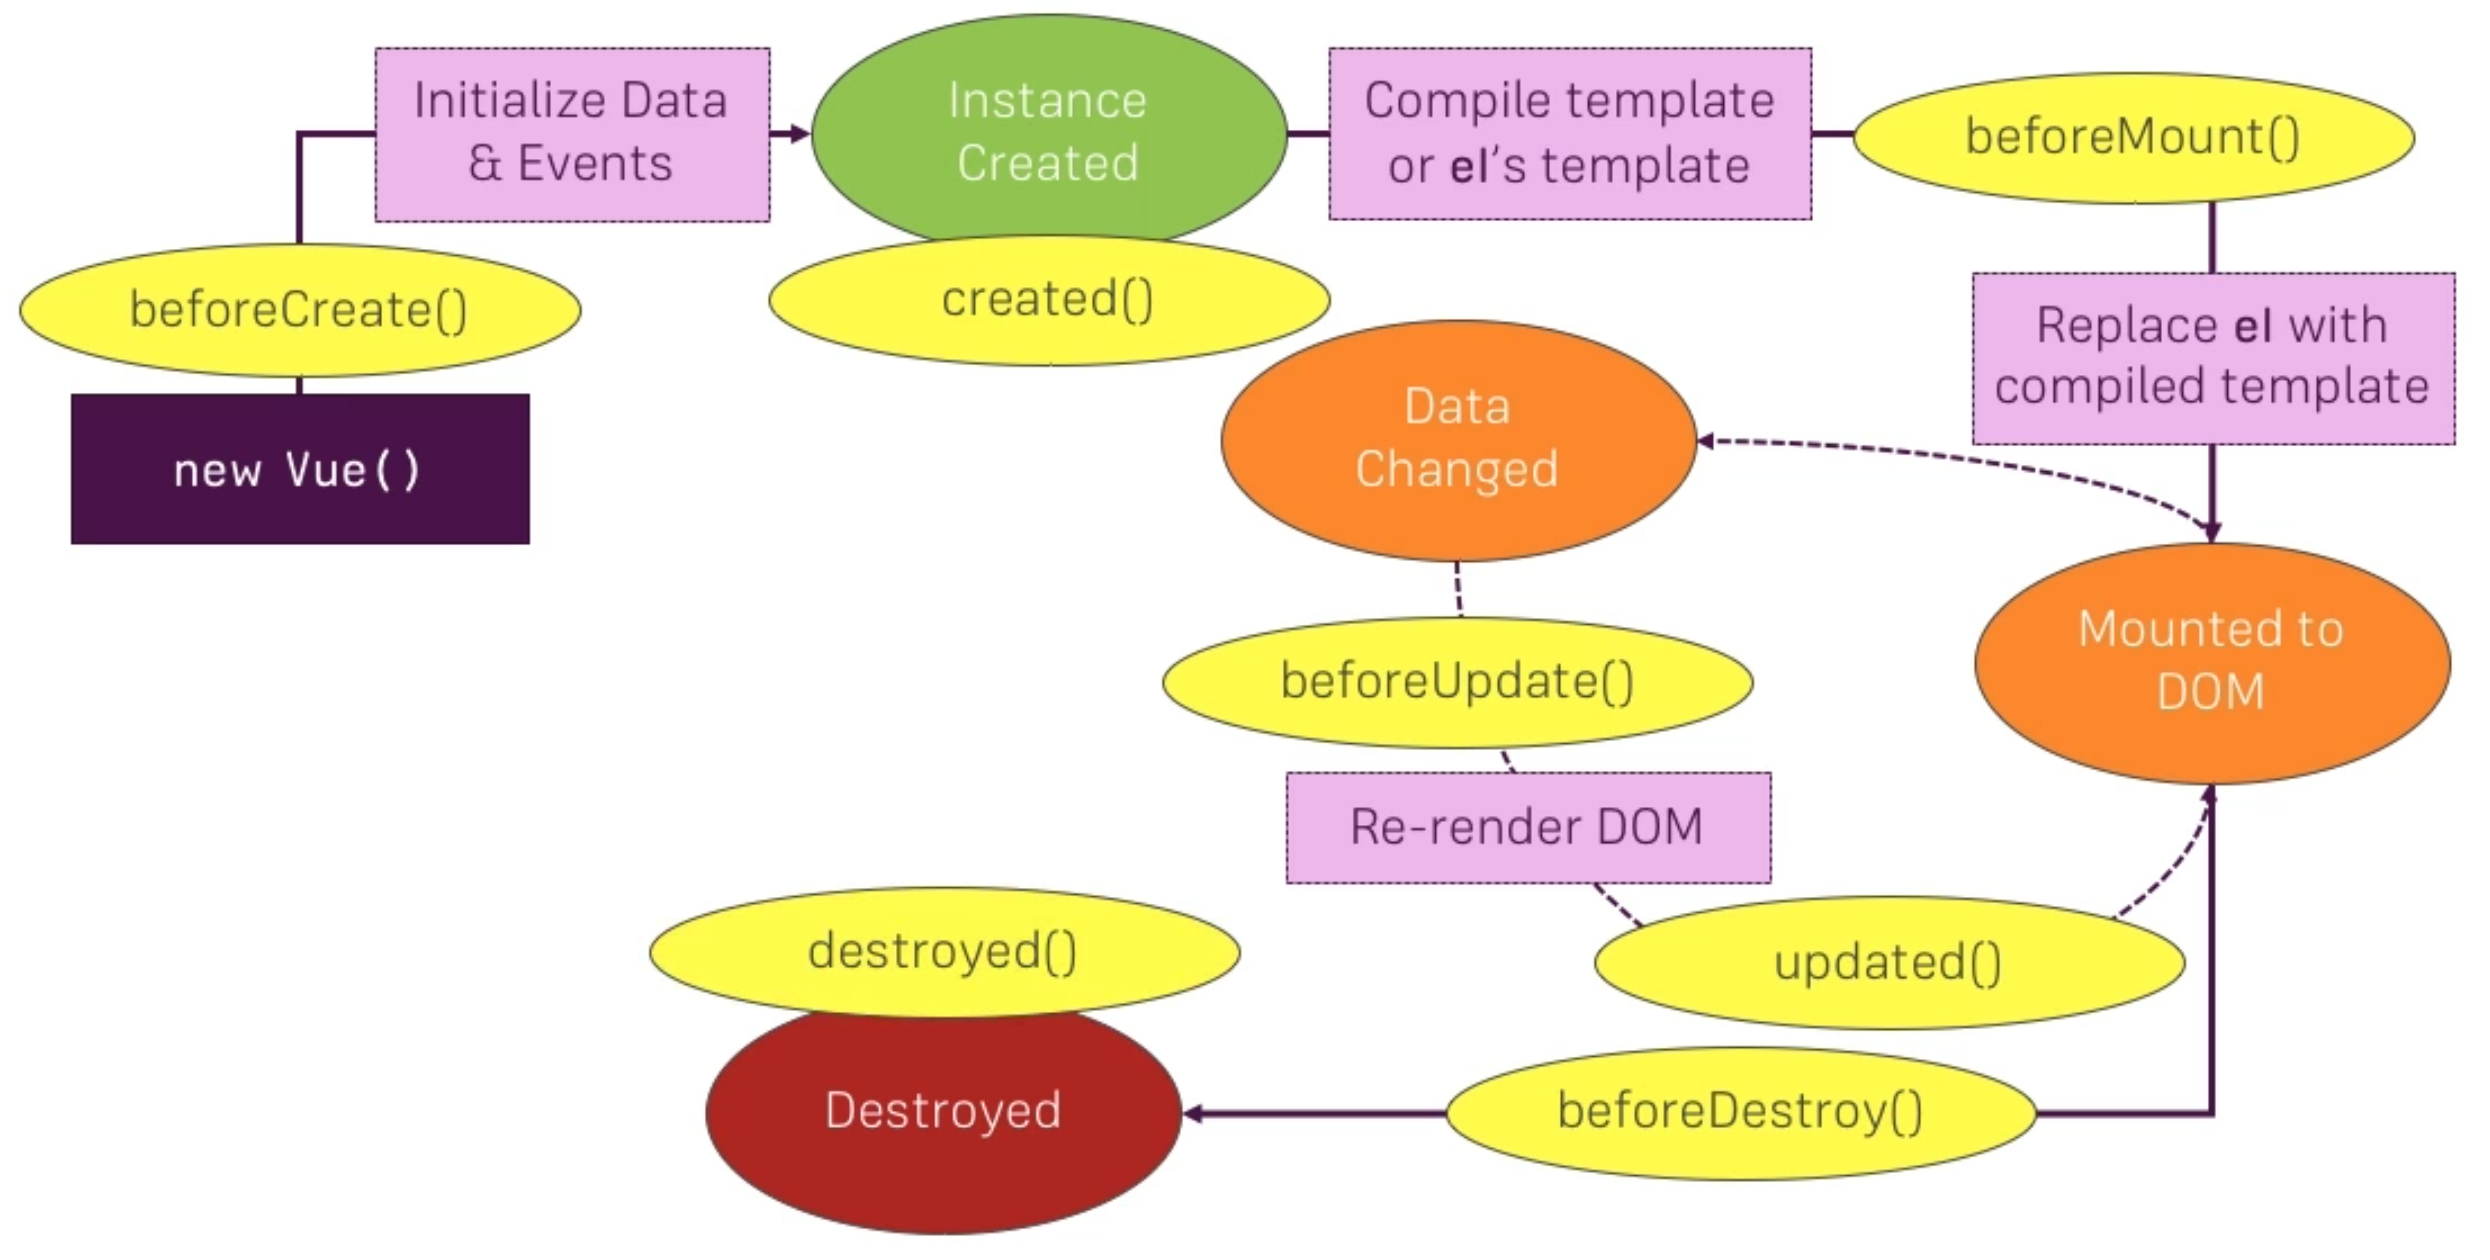 new Vue()
beforeCreate()
Initialize Data
& Events
Instance
Created
created()
Compile template
or el's template
beforeMount()
Replace el with
compiled template
Mounted to
DOM
Data
Changed
beforeUpdate()
Re-render DOM
updated()
beforeDestroy()
destroyed()
Destroyed